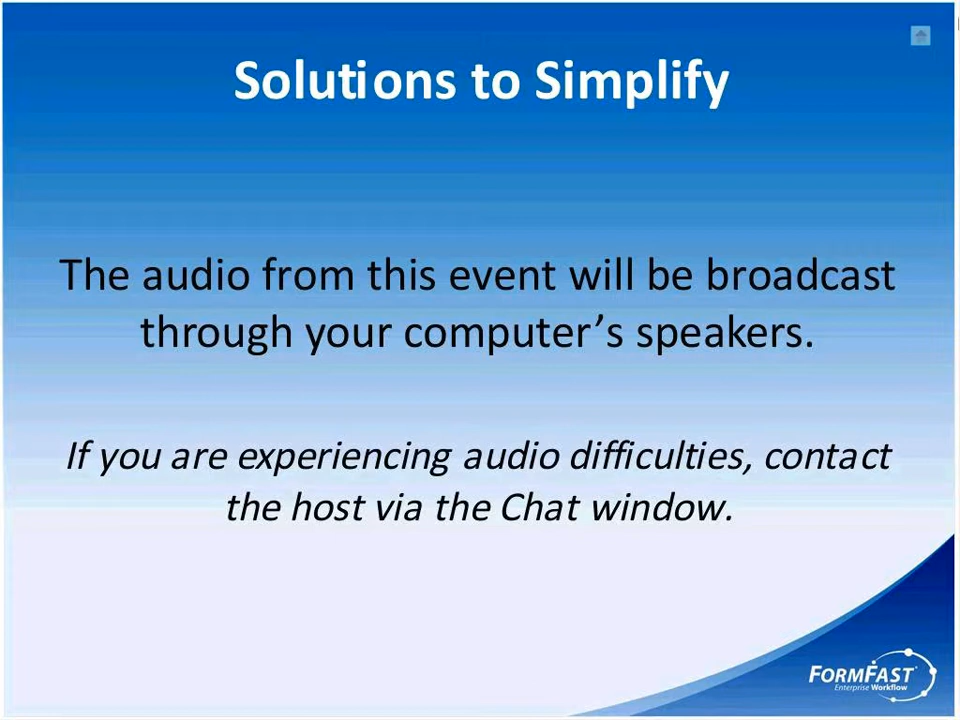 Solutions to Simplify
The audio from this event will be broadcast
through your computer’s speakers.
If you are experiencing audio difficulties, contact
the host via the Chat window.
FORMFAST
Enterprise Workflow